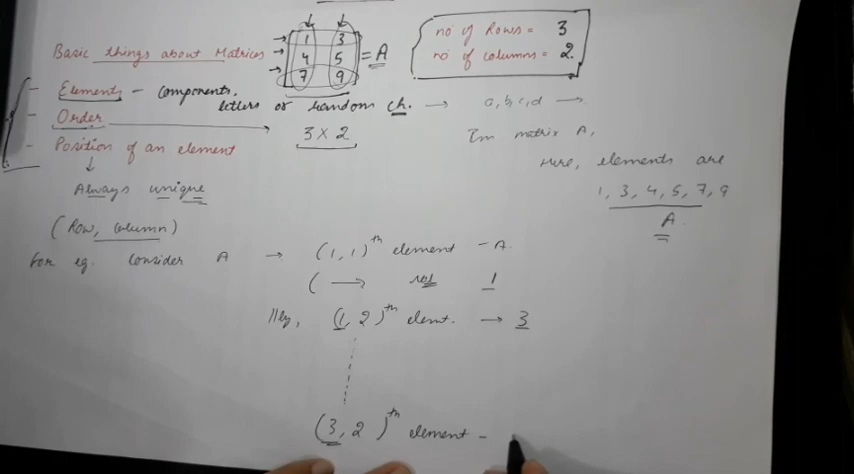 Basic things about Matrices
1 3
4 5 = A
7 9
no of Rows = 3
no of columns = 2
- Elements - components,
letters or random ch. → a, b, c, d →
- Order → 3 × 2
- Position of an element
↓
Always unique
(Row, column)
In matrix A,
Here, elements are
1, 3, 4, 5, 7, 9
A
for eg. consider A → (1, 1)th element - A.
( → 1
lly, (1, 2)th elemt. → 3
(3, 2)th element -